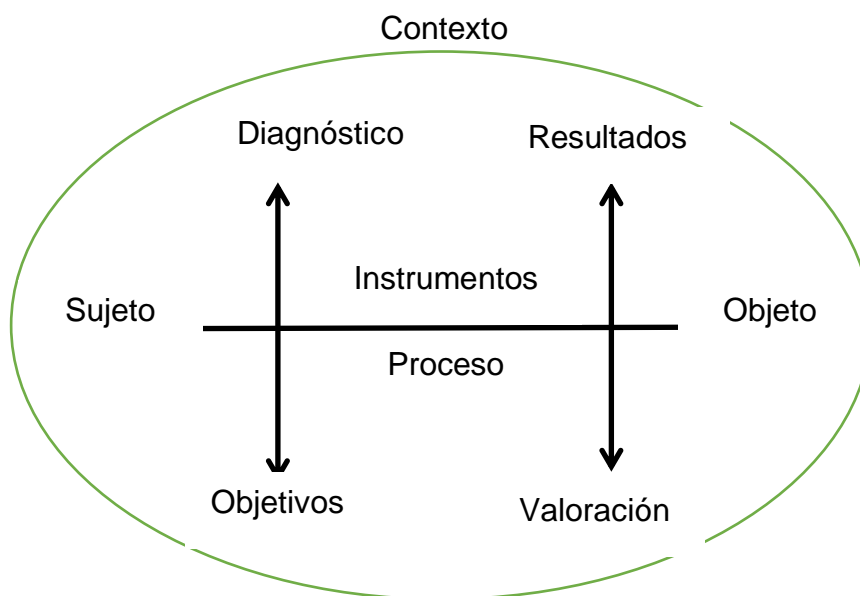 Contexto
Diagnóstico
Resultados
Instrumentos
Sujeto
Objeto
Proceso
Objetivos
Valoración